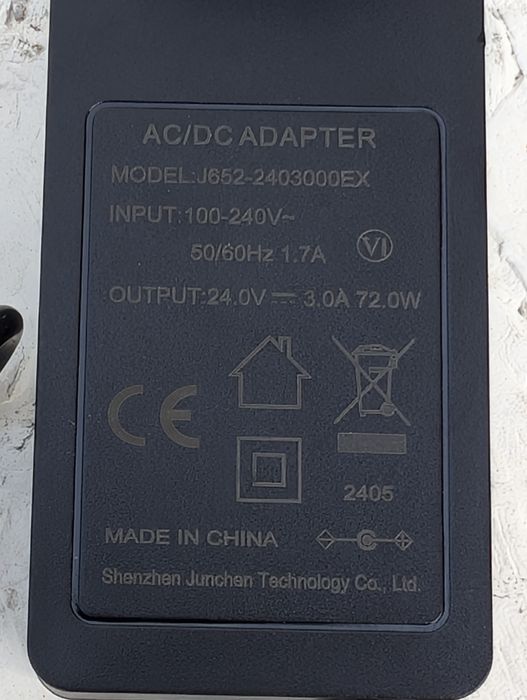 AC/DC ADAPTER
MODEL:J652-2403000EX
INPUT:100-240V~
50/60Hz 1.7A
VI
OUTPUT:24.0V ⎓ 3.0A 72.0W
CE
2405
MADE IN CHINA
Shenzhen Junchen Technology Co., Ltd.